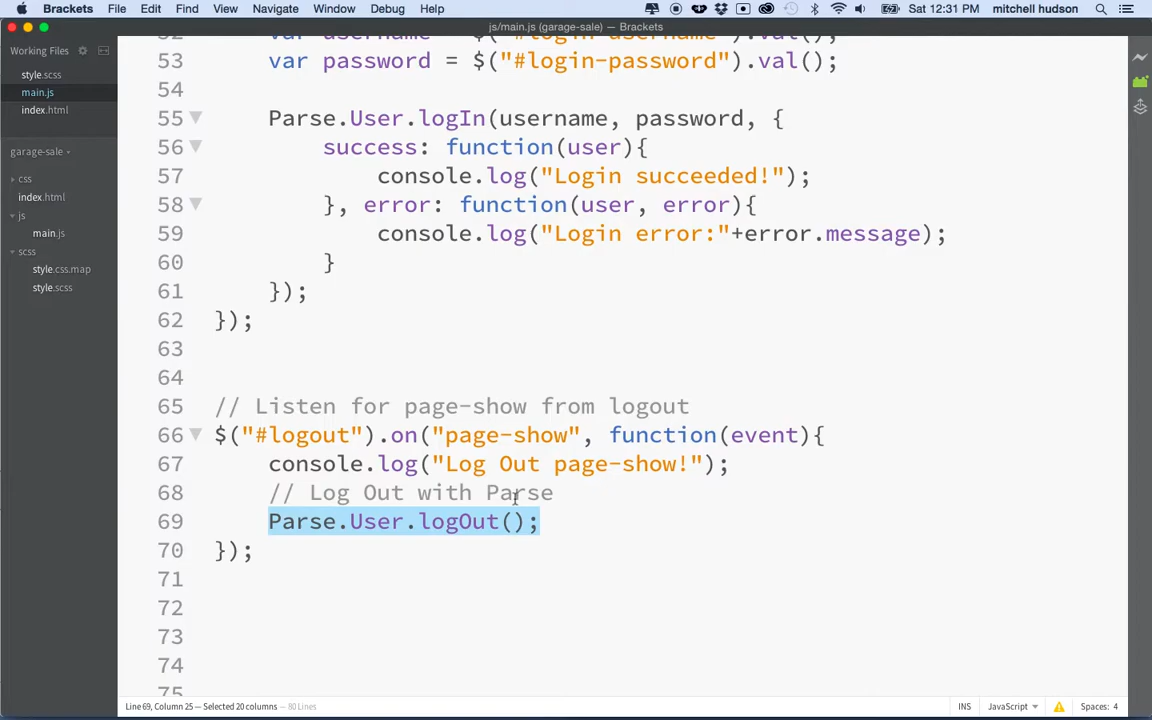 Brackets File Edit Find View Navigate Window Debug Help Sat 12:31 PM mitchell hudson
js/main.js (garage-sale) — Brackets
Working Files
style.scss
main.js
index.html
garage-sale
css
index.html
js
main.js
scss
style.css.map
style.scss
53 var password = $("#login-password").val();
54
55 Parse.User.logIn(username, password, {
56 success: function(user){
57 console.log("Login succeeded!");
58 }, error: function(user, error){
59 console.log("Login error:"+error.message);
60 }
61 });
62 });
63
64
65 // Listen for page-show from logout
66 $("#logout").on("page-show", function(event){
67 console.log("Log Out page-show!");
68 // Log Out with Parse
69 Parse.User.logOut();
70 });
71
72
73
74
75
Line 69, Column 25 — Selected 20 columns — 80 Lines INS JavaScript Spaces: 4